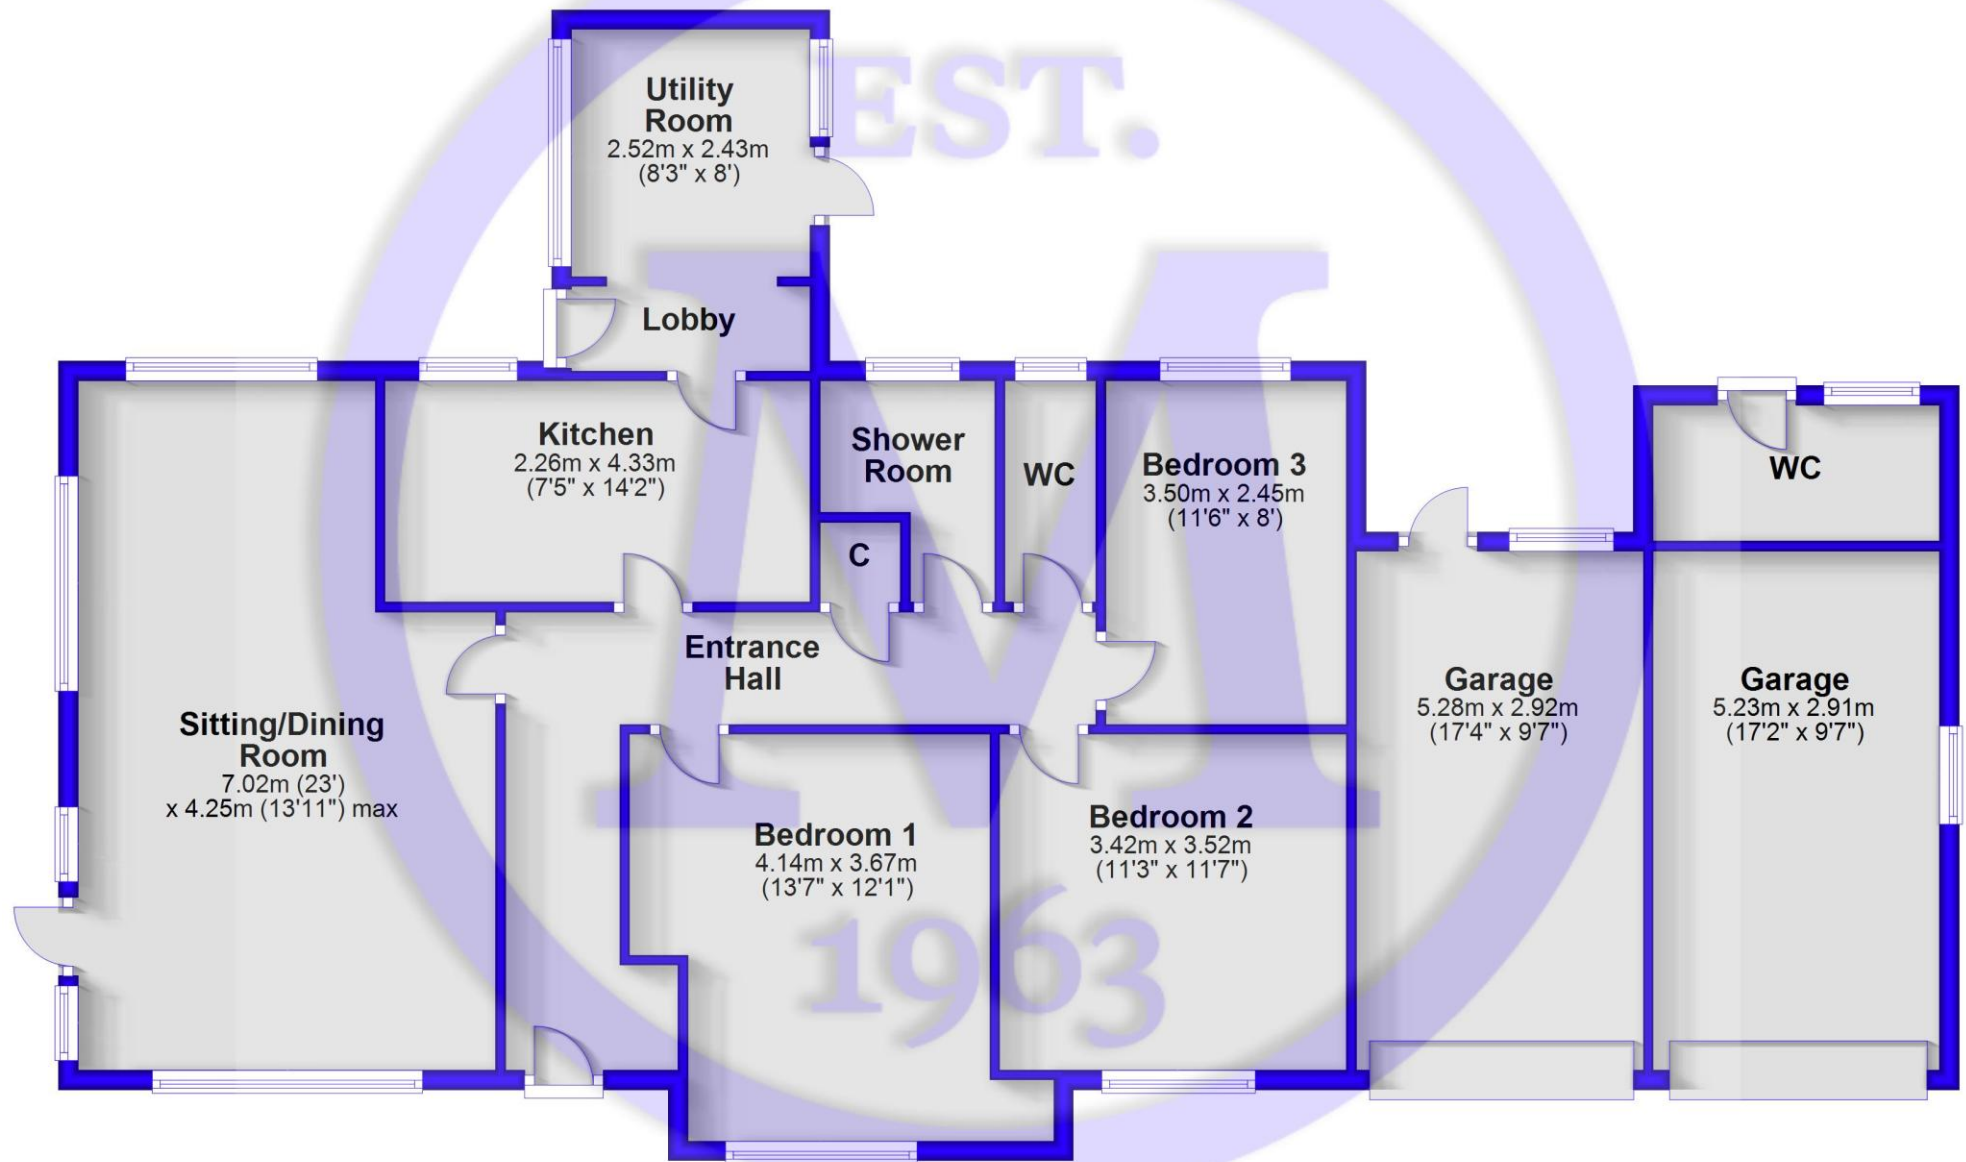 EST.
Utility
Room
2.52m x 2.43m
(8'3" x 8')
Lobby
Kitchen
2.26m x 4.33m
(7'5" x 14'2")
Shower
Room
WC
Bedroom 3
3.50m x 2.45m
(11'6" x 8')
WC
C
Entrance
Hall
Sitting/Dining
Room
7.02m (23')
x 4.25m (13'11") max
Garage
5.28m x 2.92m
(17'4" x 9'7")
Garage
5.23m x 2.91m
(17'2" x 9'7")
Bedroom 1
4.14m x 3.67m
(13'7" x 12'1")
Bedroom 2
3.42m x 3.52m
(11'3" x 11'7")
M
1963